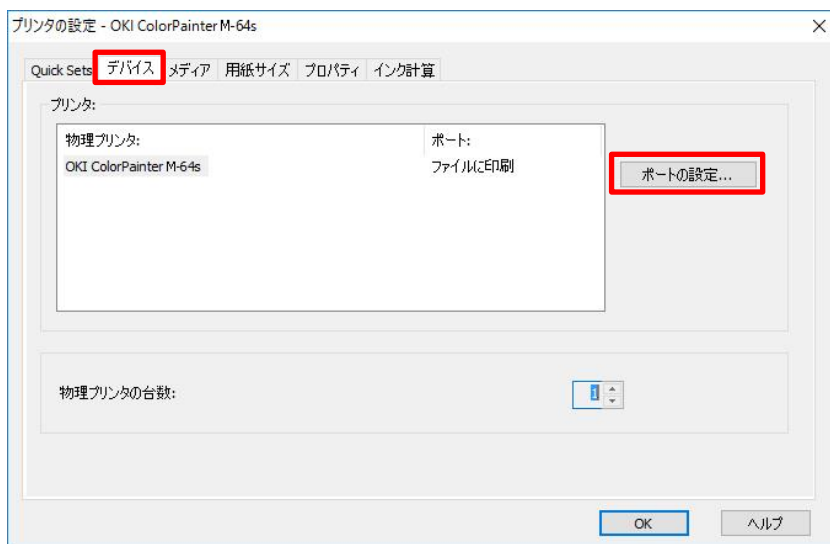 プリンタの設定 - OKI ColorPainter M-64s
Quick Sets デバイス メディア 用紙サイズ プロパティ インク計算
プリンタ:
物理プリンタ: ポート:
OKI ColorPainter M-64s ファイルに印刷
ポートの設定...
物理プリンタの台数: 1
OK ヘルプ